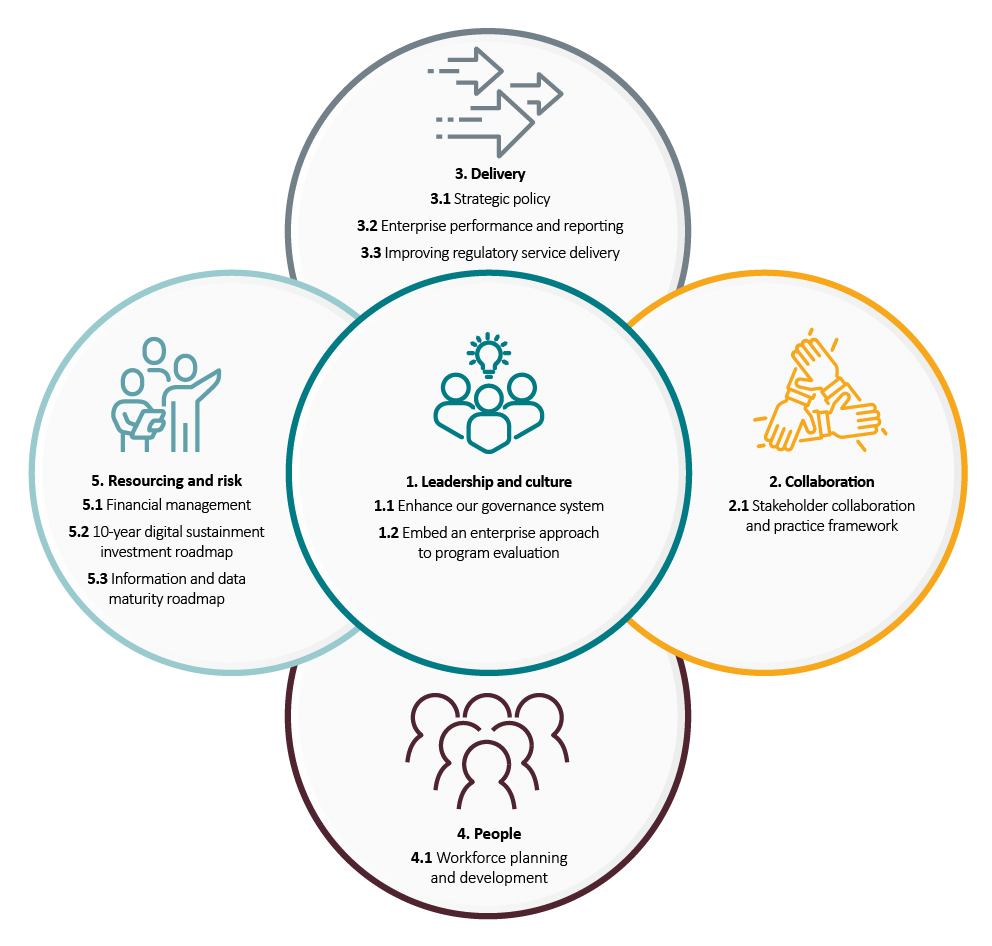 3. Delivery
3.1 Strategic policy
3.2 Enterprise performance and reporting
3.3 Improving regulatory service delivery
5. Resourcing and risk
5.1 Financial management
5.2 10-year digital sustainment
investment roadmap
5.3 Information and data
maturity roadmap
1. Leadership and culture
1.1 Enhance our governance system
1.2 Embed an enterprise approach
to program evaluation
2. Collaboration
2.1 Stakeholder collaboration
and practice framework
4. People
4.1 Workforce planning
and development